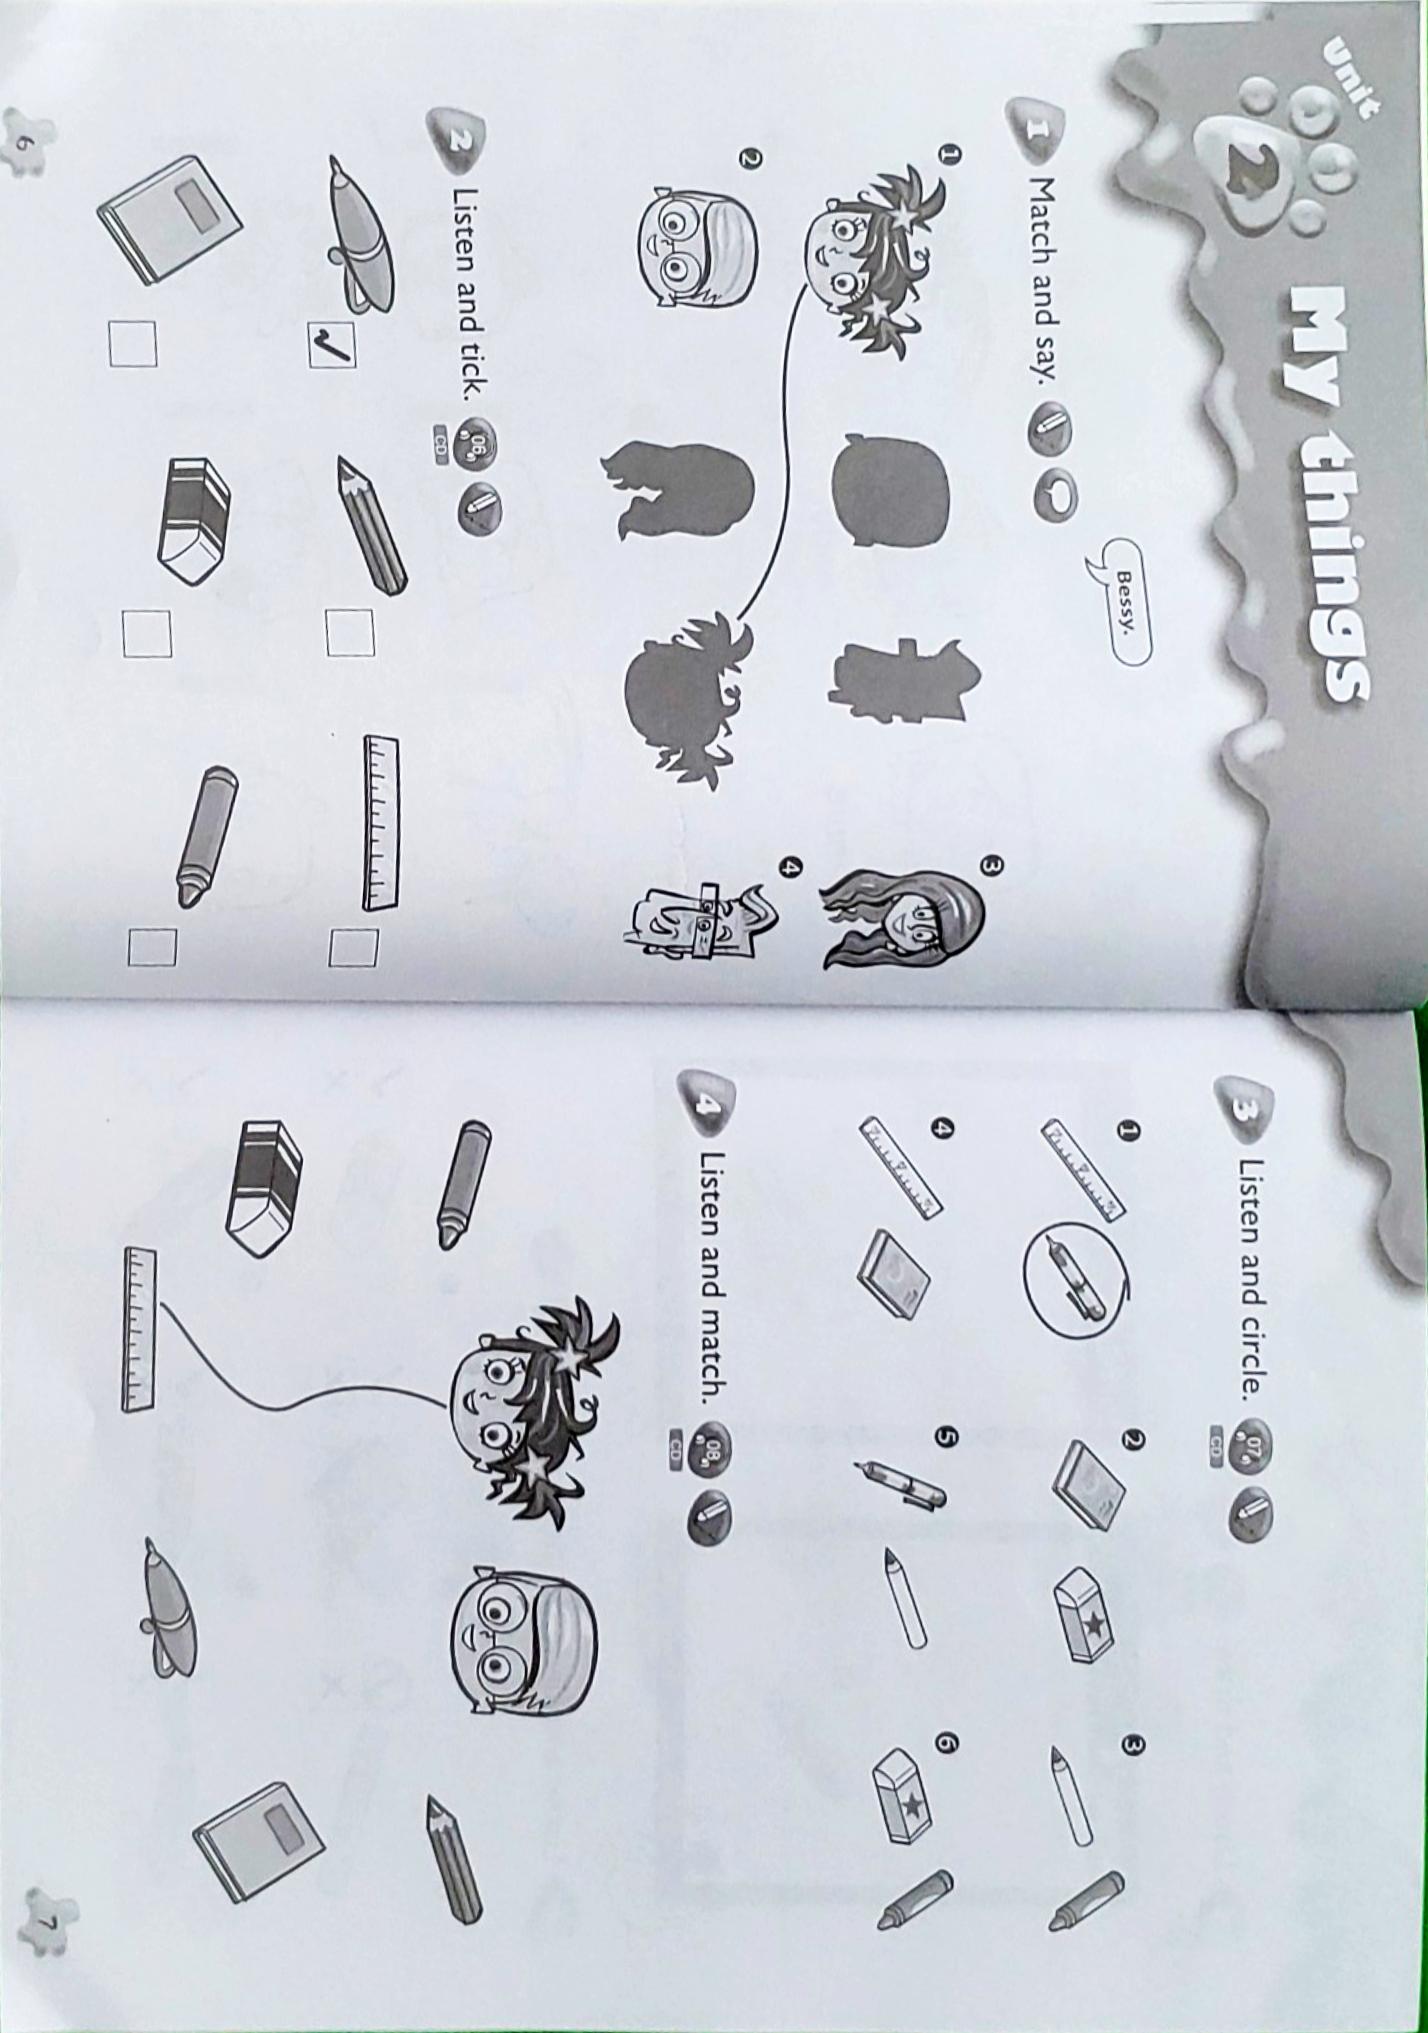 Unit
2
My things
Bessy.
1 Match and say.
1
2
3
4
2 Listen and tick. 06
CD
6
3 Listen and circle. 07
CD
1
2
3
4
5
6
4 Listen and match. 08
CD
7